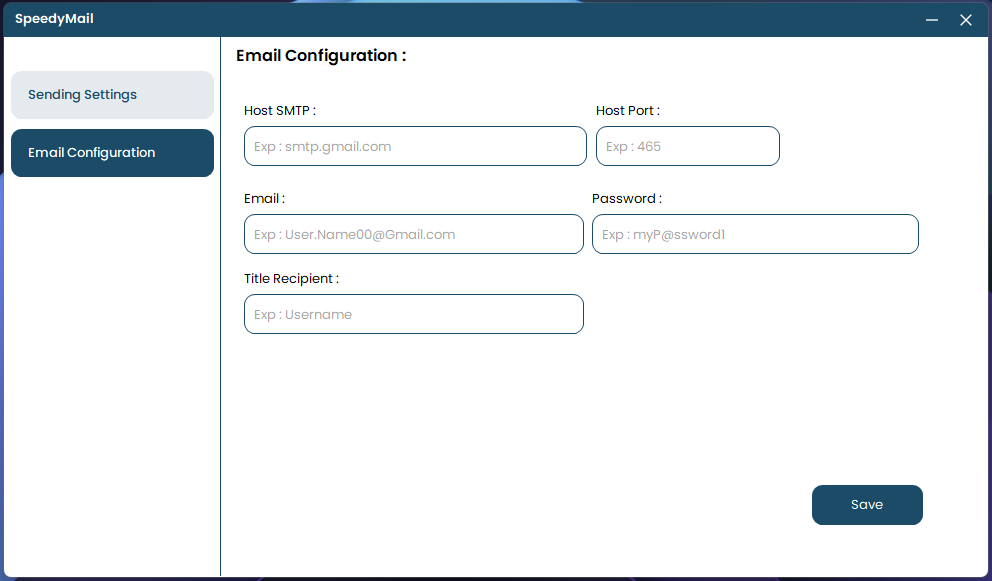 SpeedyMail
Sending Settings
Email Configuration
Email Configuration :
Host SMTP :
Host Port :
Exp : smtp.gmail.com
Exp : 465
Email :
Password :
Exp : User.Name00@Gmail.com
Exp : myP@ssword1
Title Recipient :
Exp : Username
Save